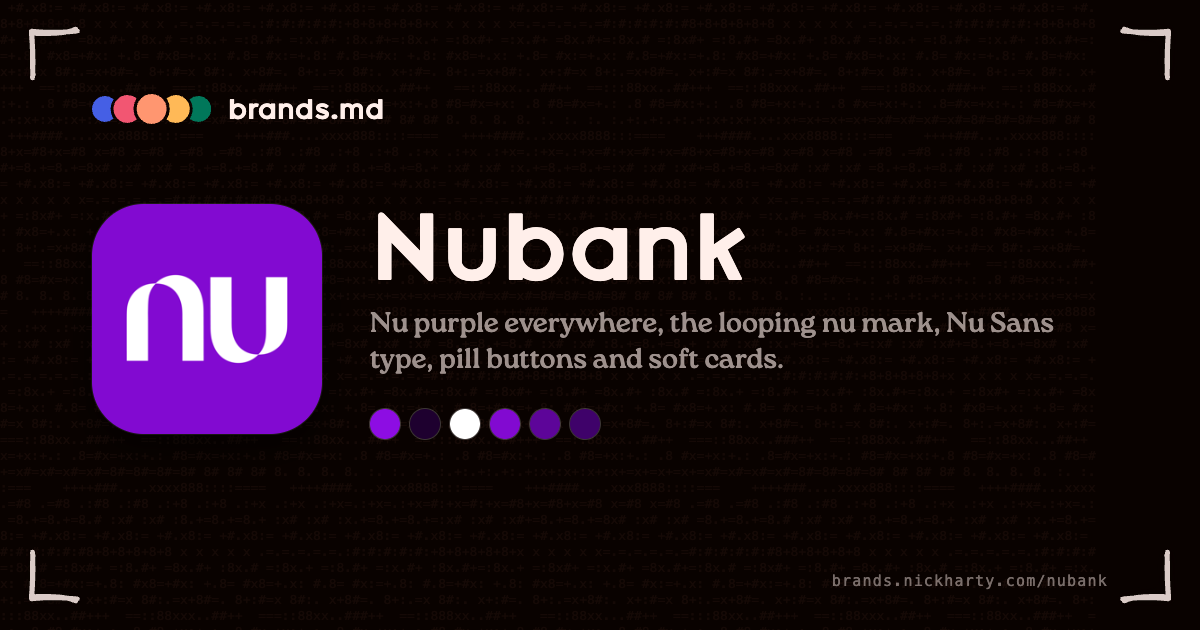 brands.md
nu
Nubank
Nu purple everywhere, the looping nu mark, Nu Sans
type, pill buttons and soft cards.
brands.nickharty.com/nubank